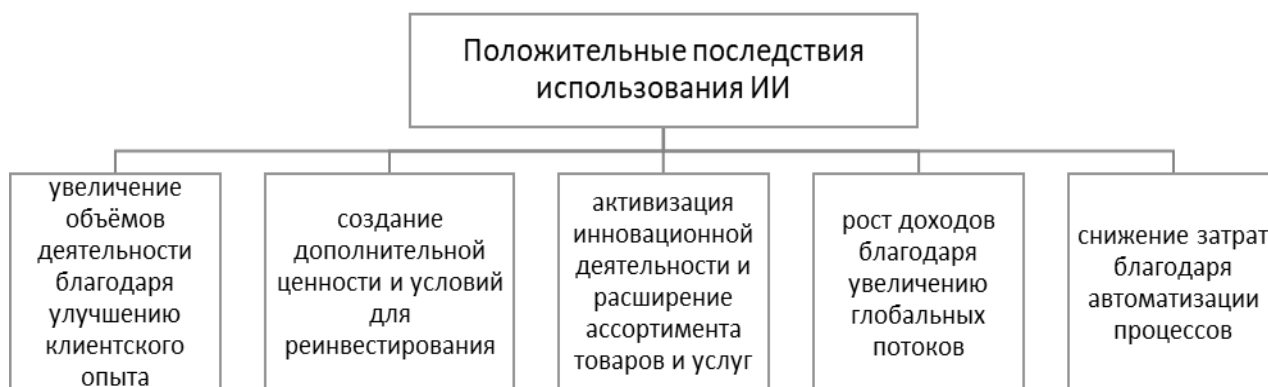 Положительные последствия
использования ИИ
увеличение
объёмов
деятельности
благодаря
улучшению
клиентского
опыта
создание
дополнительной
ценности и условий
для
реинвестирования
активизация
инновационной
деятельности и
расширение
ассортимента
товаров и услуг
рост доходов
благодаря
увеличению
глобальных
потоков
снижение затрат
благодаря
автоматизации
процессов